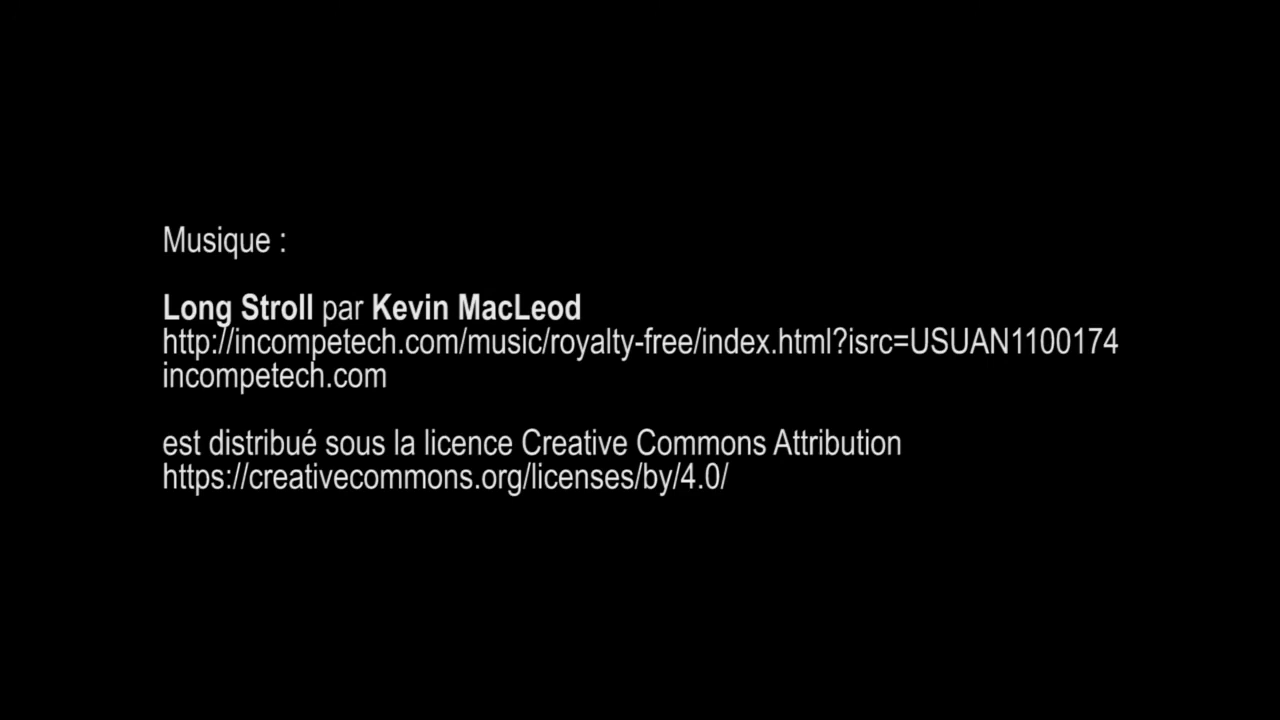 Musique :
Long Stroll par Kevin MacLeod
http://incompetech.com/music/royalty-free/index.html?isrc=USUAN1100174
incompetech.com
est distribué sous la licence Creative Commons Attribution
https://creativecommons.org/licenses/by/4.0/